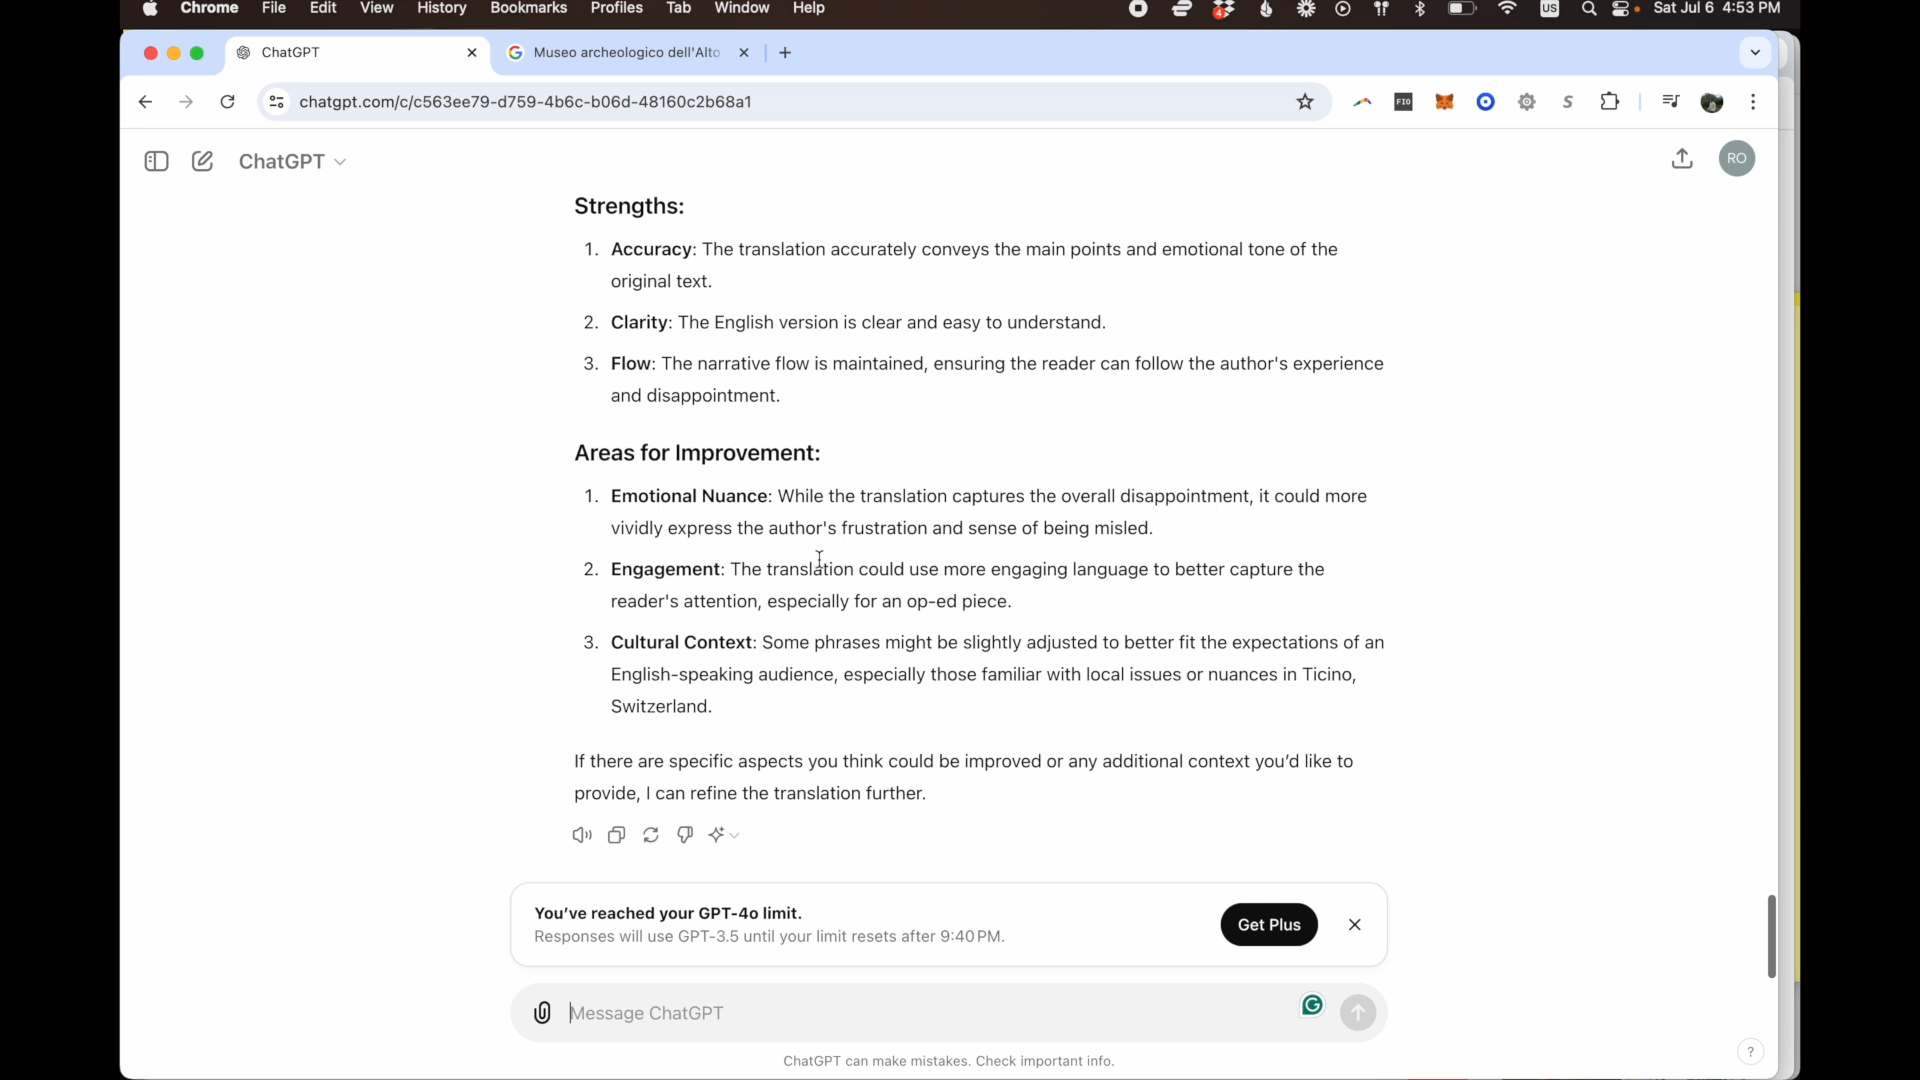 Chrome File Edit View History Bookmarks Profiles Tab Window Help
4 US Sat Jul 6 4:53 PM
ChatGPT
Museo archeologico dell'Alto
chatgpt.com/c/c563ee79-d759-4b6c-b06d-48160c2b68a1
FIO
S
ChatGPT
RO
Strengths:
1. Accuracy: The translation accurately conveys the main points and emotional tone of the
original text.
2. Clarity: The English version is clear and easy to understand.
3. Flow: The narrative flow is maintained, ensuring the reader can follow the author's experience
and disappointment.
Areas for Improvement:
1. Emotional Nuance: While the translation captures the overall disappointment, it could more
vividly express the author's frustration and sense of being misled.
2. Engagement: The translation could use more engaging language to better capture the
reader's attention, especially for an op-ed piece.
3. Cultural Context: Some phrases might be slightly adjusted to better fit the expectations of an
English-speaking audience, especially those familiar with local issues or nuances in Ticino,
Switzerland.
If there are specific aspects you think could be improved or any additional context you'd like to
provide, I can refine the translation further.
You've reached your GPT-4o limit.
Responses will use GPT-3.5 until your limit resets after 9:40 PM.
Get Plus
Message ChatGPT
ChatGPT can make mistakes. Check important info.
?